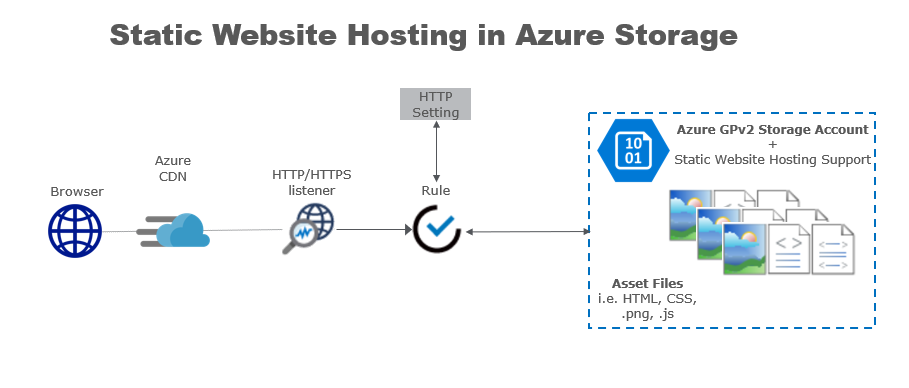 Static Website Hosting in Azure Storage
HTTP
Setting
Azure GPv2 Storage Account
+
Static Website Hosting Support
10
01
Azure
CDN
HTTP/HTTPS
listener
Browser
Rule
Asset Files
i.e. HTML, CSS,
.png, .js